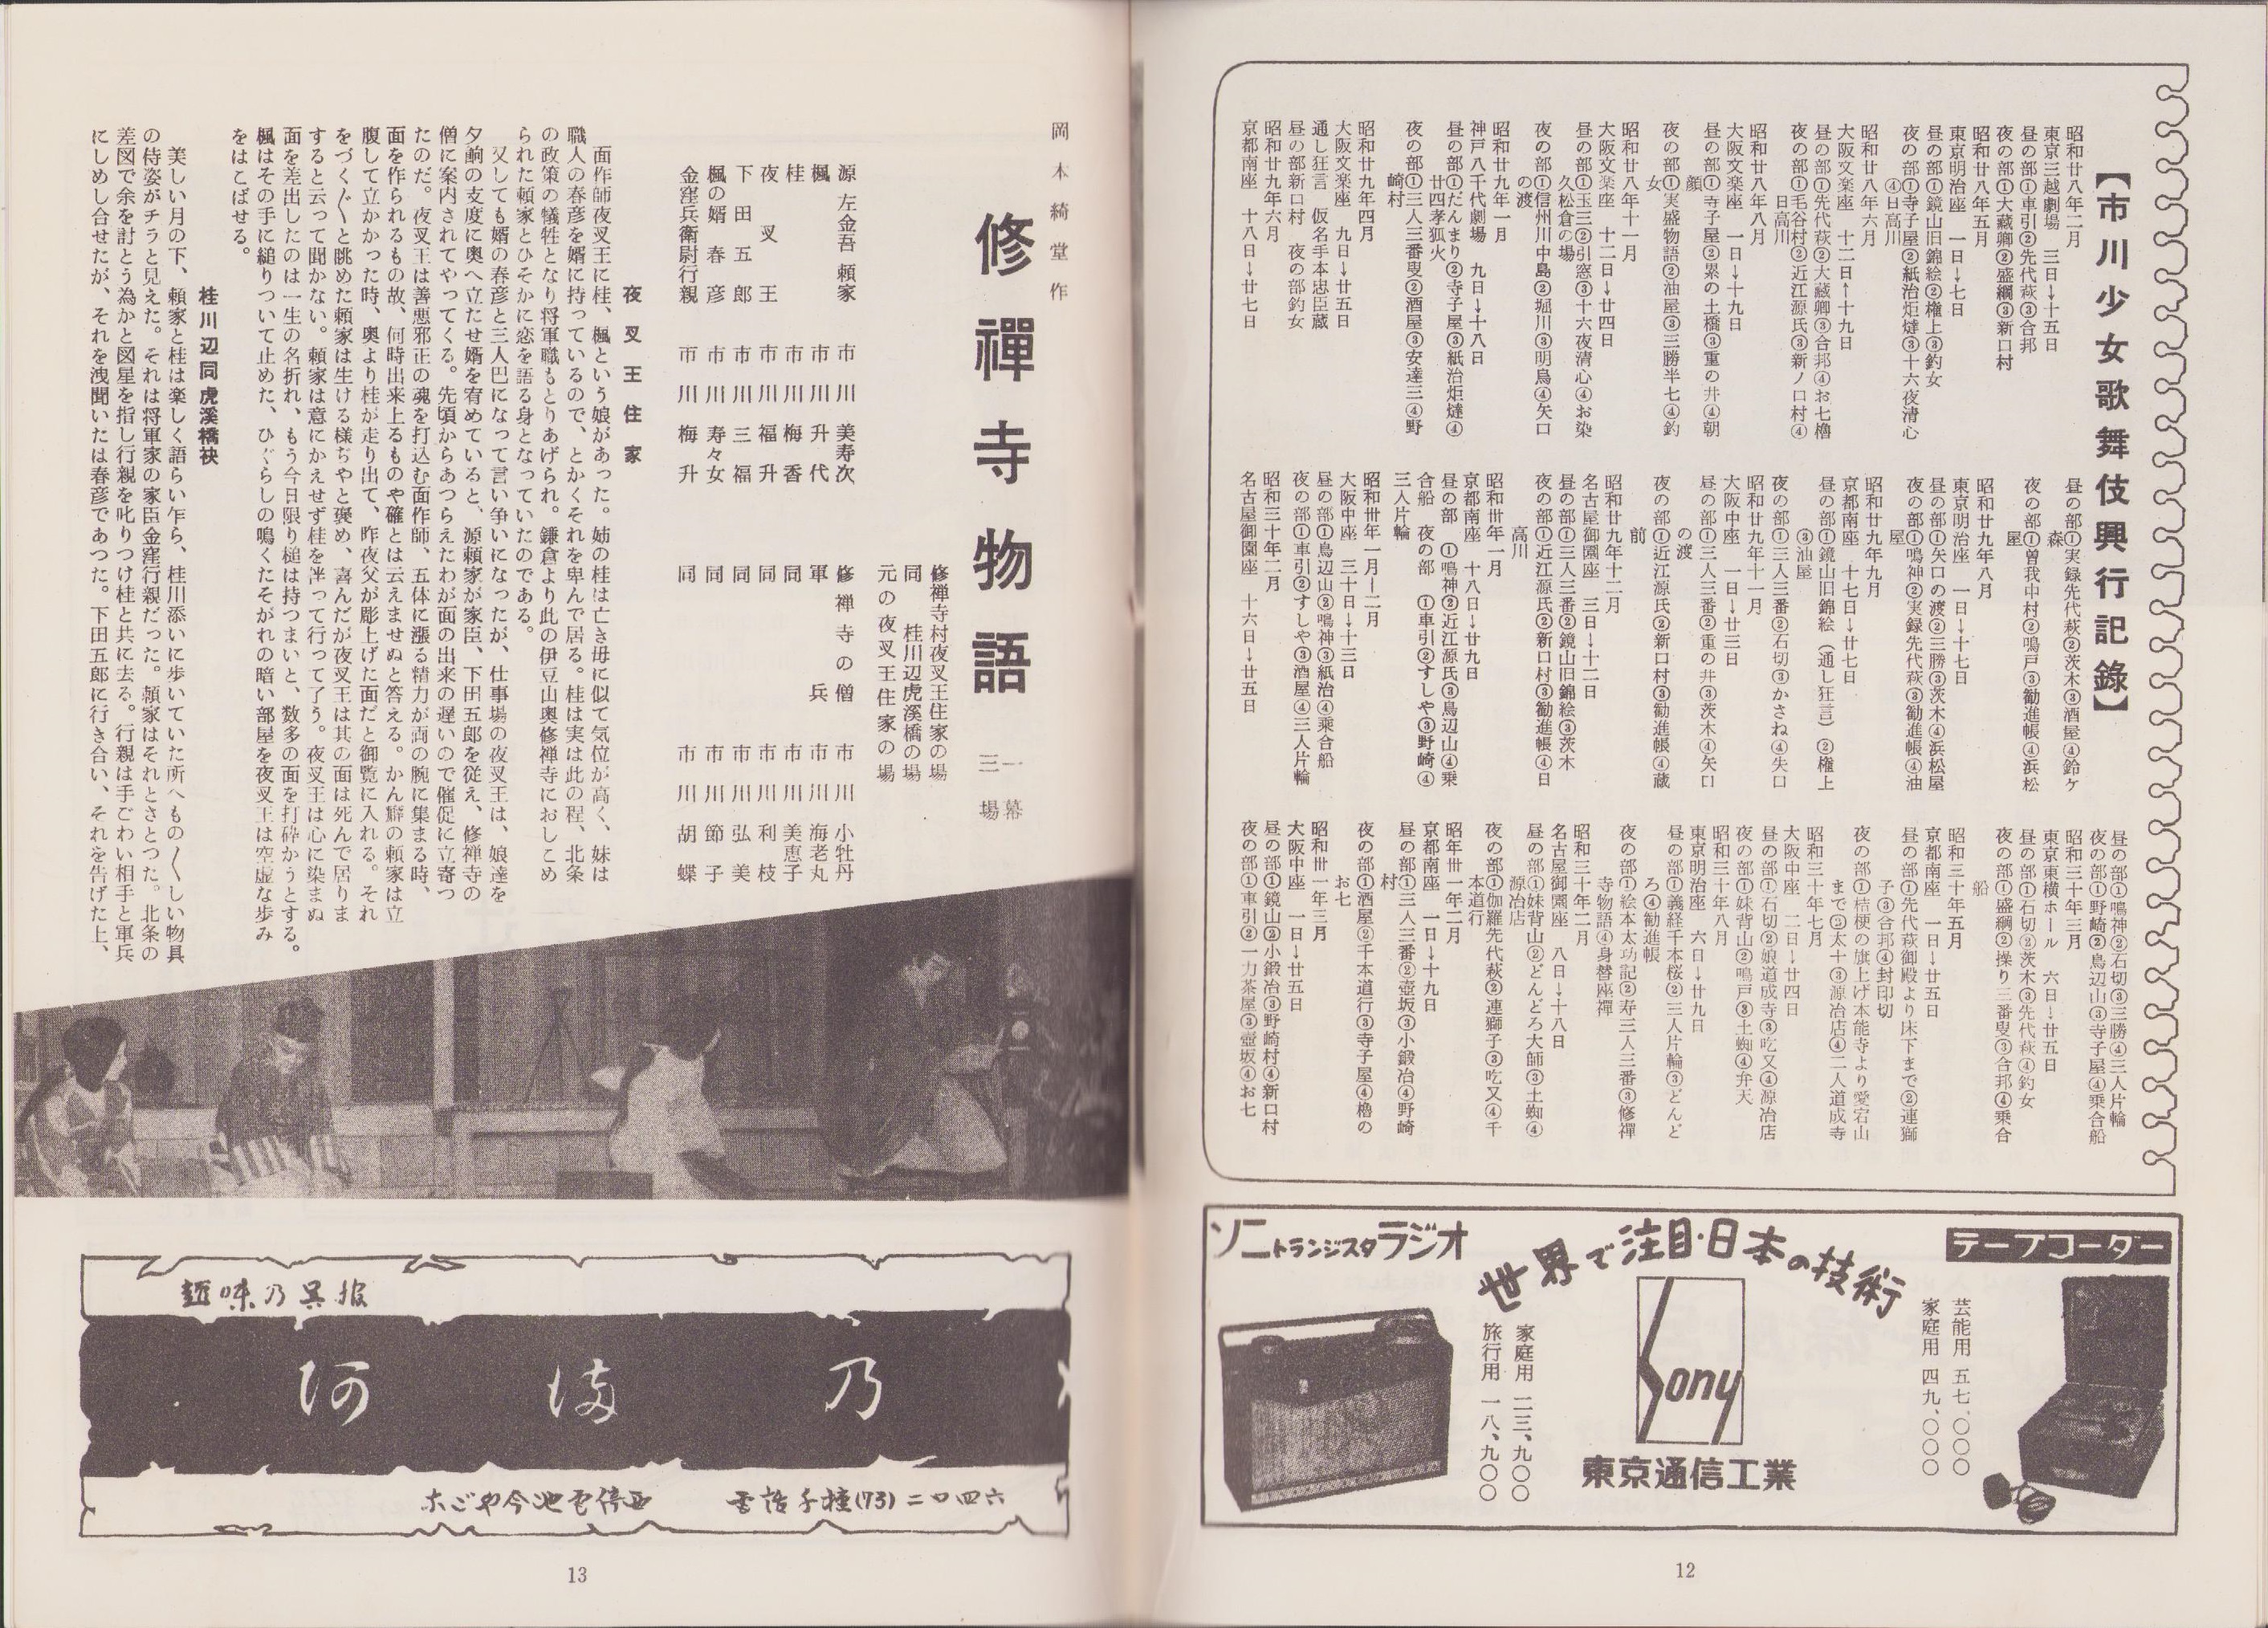 【市川少女歌舞伎興行記録】
昭和廿八年二月
東京三越劇場　三日→十五日
昼の部①車引②先代萩③合邦
夜の部①大蔵卿②盛綱③新口村
昭和廿八年五月
東京明治座　一日→七日
昼の部①鏡山旧錦絵②権上③釣女
夜の部①寺子屋②紙治炬燵③十六夜清心
④日高川
昭和廿八年六月
大阪文楽座　十二日→十九日
昼の部①先代萩②大蔵卿③合邦④お七櫓
夜の部①毛谷村②近江源氏③新ノ口村④
日高川
昭和廿八年八月
大阪文楽座　一日→十九日
昼の部①寺子屋②累の土橋③重の井④朝
顔
夜の部①実盛物語②油屋③三勝半七④釣
女
昭和廿八年十一月
大阪文楽座　十二日→廿四日
昼の部①玉三②引窓③十六夜清心④お染
久松倉の場
夜の部①信州川中島②堀川③明烏④矢口
の渡
昭和廿九年一月
神戸八千代劇場　九日→十八日
昼の部①だんまり②寺子屋③紙治炬燵④
廿四孝狐火
夜の部①三人三番叟②酒屋③安達三④野
崎村
昭和廿九年四月
大阪文楽座　九日→廿五日
通し狂言　仮名手本忠臣蔵
昼の部新口村　夜の部釣女
昭和廿九年六月
京都南座　十八日→廿七日
昼の部①実録先代萩②茨木③酒屋④鈴ケ
森
夜の部①曽我中村②鳴戸③勧進帳④浜松
屋
昭和廿九年八月
東京明治座　一日→十七日
昼の部①矢口の渡②三勝③茨木④浜松屋
夜の部①鳴神②実録先代萩③勧進帳④油
屋
昭和廿九年九月
京都南座　十七日→廿七日
昼の部①鏡山旧錦絵（通し狂言）②権上
③油屋
夜の部①三人三番②石切③かさね④矢口
昭和廿九年十一月
大阪中座　一日→廿三日
昼の部①三人三番②重の井③茨木④矢口
の渡
夜の部①近江源氏②新口村③勧進帳④蔵
前
昭和廿九年十二月
名古屋御園座　三日→十二日
昼の部①三人三番②鏡山旧錦絵③茨木
夜の部①近江源氏②新口村③勧進帳④日
高川
昭和卅年一月
京都南座　十八日→廿九日
昼の部　①鳴神②近江源氏③鳥辺山④乗
合船　夜の部　①車引②すしや③野崎④
三人片輪
昭和卅年一月―二月
大阪中座　三十日→十三日
昼の部①鳥辺山②鳴神③紙治④乗合船
夜の部①車引②すしや③酒屋④三人片輪
昭和三十年二月
名古屋御園座　十六日→廿五日
昼の部①鳴神②石切③三勝④三人片輪
夜の部①野崎②鳥辺山③寺子屋④乗合船
昭和三十年三月
東京東横ホール　六日→廿五日
昼の部①石切②茨木③先代萩④釣女
夜の部①盛綱②操り三番叟③合邦④乗合
船
昭和三十年五月
京都南座　一日→廿五日
昼の部①先代萩御殿より床下まで②連獅
子③合邦④封印切
夜の部①桔梗の旗上げ本能寺より愛宕山
まで②太十③源冶店④二人道成寺
昭和三十年七月
大阪中座　二日→廿四日
昼の部①石切②娘道成寺③吃又④源冶店
夜の部①妹背山②鳴戸③土蜘④弁天
昭和三十年八月
東京明治座　六日→廿九日
昼の部①義経千本桜②三人片輪③どんど
ろ④勧進帳
夜の部①絵本太功記②寿三人三番③修禪
寺物語④身替座禪
昭和三十年二月
名古屋御園座　八日→十八日
昼の部①妹背山②どんどろ大師③土蜘④
源冶店
夜の部①伽羅先代萩②連獅子③吃又④千
本道行
昭年卅一年二月
京都南座　一日→十九日
昼の部①三人三番②壺坂③小鍛冶④野崎
村
夜の部①酒屋②千本道行③寺子屋④櫓の
お七
昭和卅一年三月
大阪中座　一日→廿五日
昼の部①鏡山②小鍛冶③野崎村④新口村
夜の部①車引②一力茶屋③壺坂④お七
テープコーダー
芸能用　五七、〇〇〇
家庭用　四九、〇〇〇
世界で注目・日本の技術
Sony
東京通信工業
ソニートランジスタラジオ
家庭用　二三、九〇〇
旅行用　一八、九〇〇
12
岡本綺堂作
修禪寺物語　一幕三場
修禅寺村夜叉王住家の場
同　桂川辺虎溪橋の場
元の夜叉王住家の場
源左金吾頼家　市川美寿次
楓　市川升代
桂　市川梅香
夜叉王　市川福升
下田五郎　市川三福
楓の婿春彦　市川寿々女
金窪兵衛尉行親　市川梅升
修禅寺の僧　市川小牡丹
軍兵　市川海老丸
同　市川美恵子
同　市川利枝
同　市川弘美
同　市川節子
同　市川胡蝶
夜叉王住家
面作師夜叉王に桂、楓という娘があった。姉の桂は亡き母に似て気位が高く、妹は
職人の春彦を婿に持っているので、とかくそれを卑んで居る。桂は実は此の程、北条
の政策の犠牲となり将軍職もとりあげられ。鎌倉より此の伊豆山奥修禅寺におしこめ
られた頼家とひそかに恋を語る身となっていたのである。
又しても婿の春彦と三人巴になって言い争いになったが、仕事場の夜叉王は、娘達を
夕餉の支度に奥へ立たせ婿を宥めていると、源頼家が家臣、下田五郎を従え、修禅寺の
僧に案内されてやってくる。先頃からあつらえたわが面の出来の遅いので催促に立寄っ
たのだ。夜叉王は善悪邪正の魂を打込む面作師、五体に漲る精力が両の腕に集まる時、
面を作られるもの故、何時出来上るものや確とは云えませぬと答える。かん癖の頼家は立
腹して立かかった時、奥より桂が走り出て、昨夜父が彫上げた面だと御覧に入れる。それ
をづく〲と眺めた頼家は生ける様ぢやと褒め、喜んだが夜叉王は其の面は死んで居りま
すると云って聞かない。頼家は意にかえせず桂を伴って行って了う。夜叉王は心に染まぬ
面を差出したのは一生の名折れ、もう今日限り槌は持つまいと、数多の面を打砕かうとする。
楓はその手に縋りついて止めた、ひぐらしの鳴くたそがれの暗い部屋を夜叉王は空虚な歩み
をはこばせる。
桂川辺同虎溪橋袂
美しい月の下、頼家と桂は楽しく語らい乍ら、桂川添いに歩いていた所へもの〳〵しい物具
の侍姿がチラと見えた。それは将軍家の家臣金窪行親だった。頼家はそれとさとつた。北条の
差図で余を討とう為かと図星を指し行親を叱りつけ桂と共に去る。行親は手ごわい相手と軍兵
にしめし合せたが、それを洩聞いたは春彦であつた。下田五郎に行き合い、それを告げた上、
趣味乃呉服
乃
阿
なごや今池電停西
電話千種(73)二〇四六
13